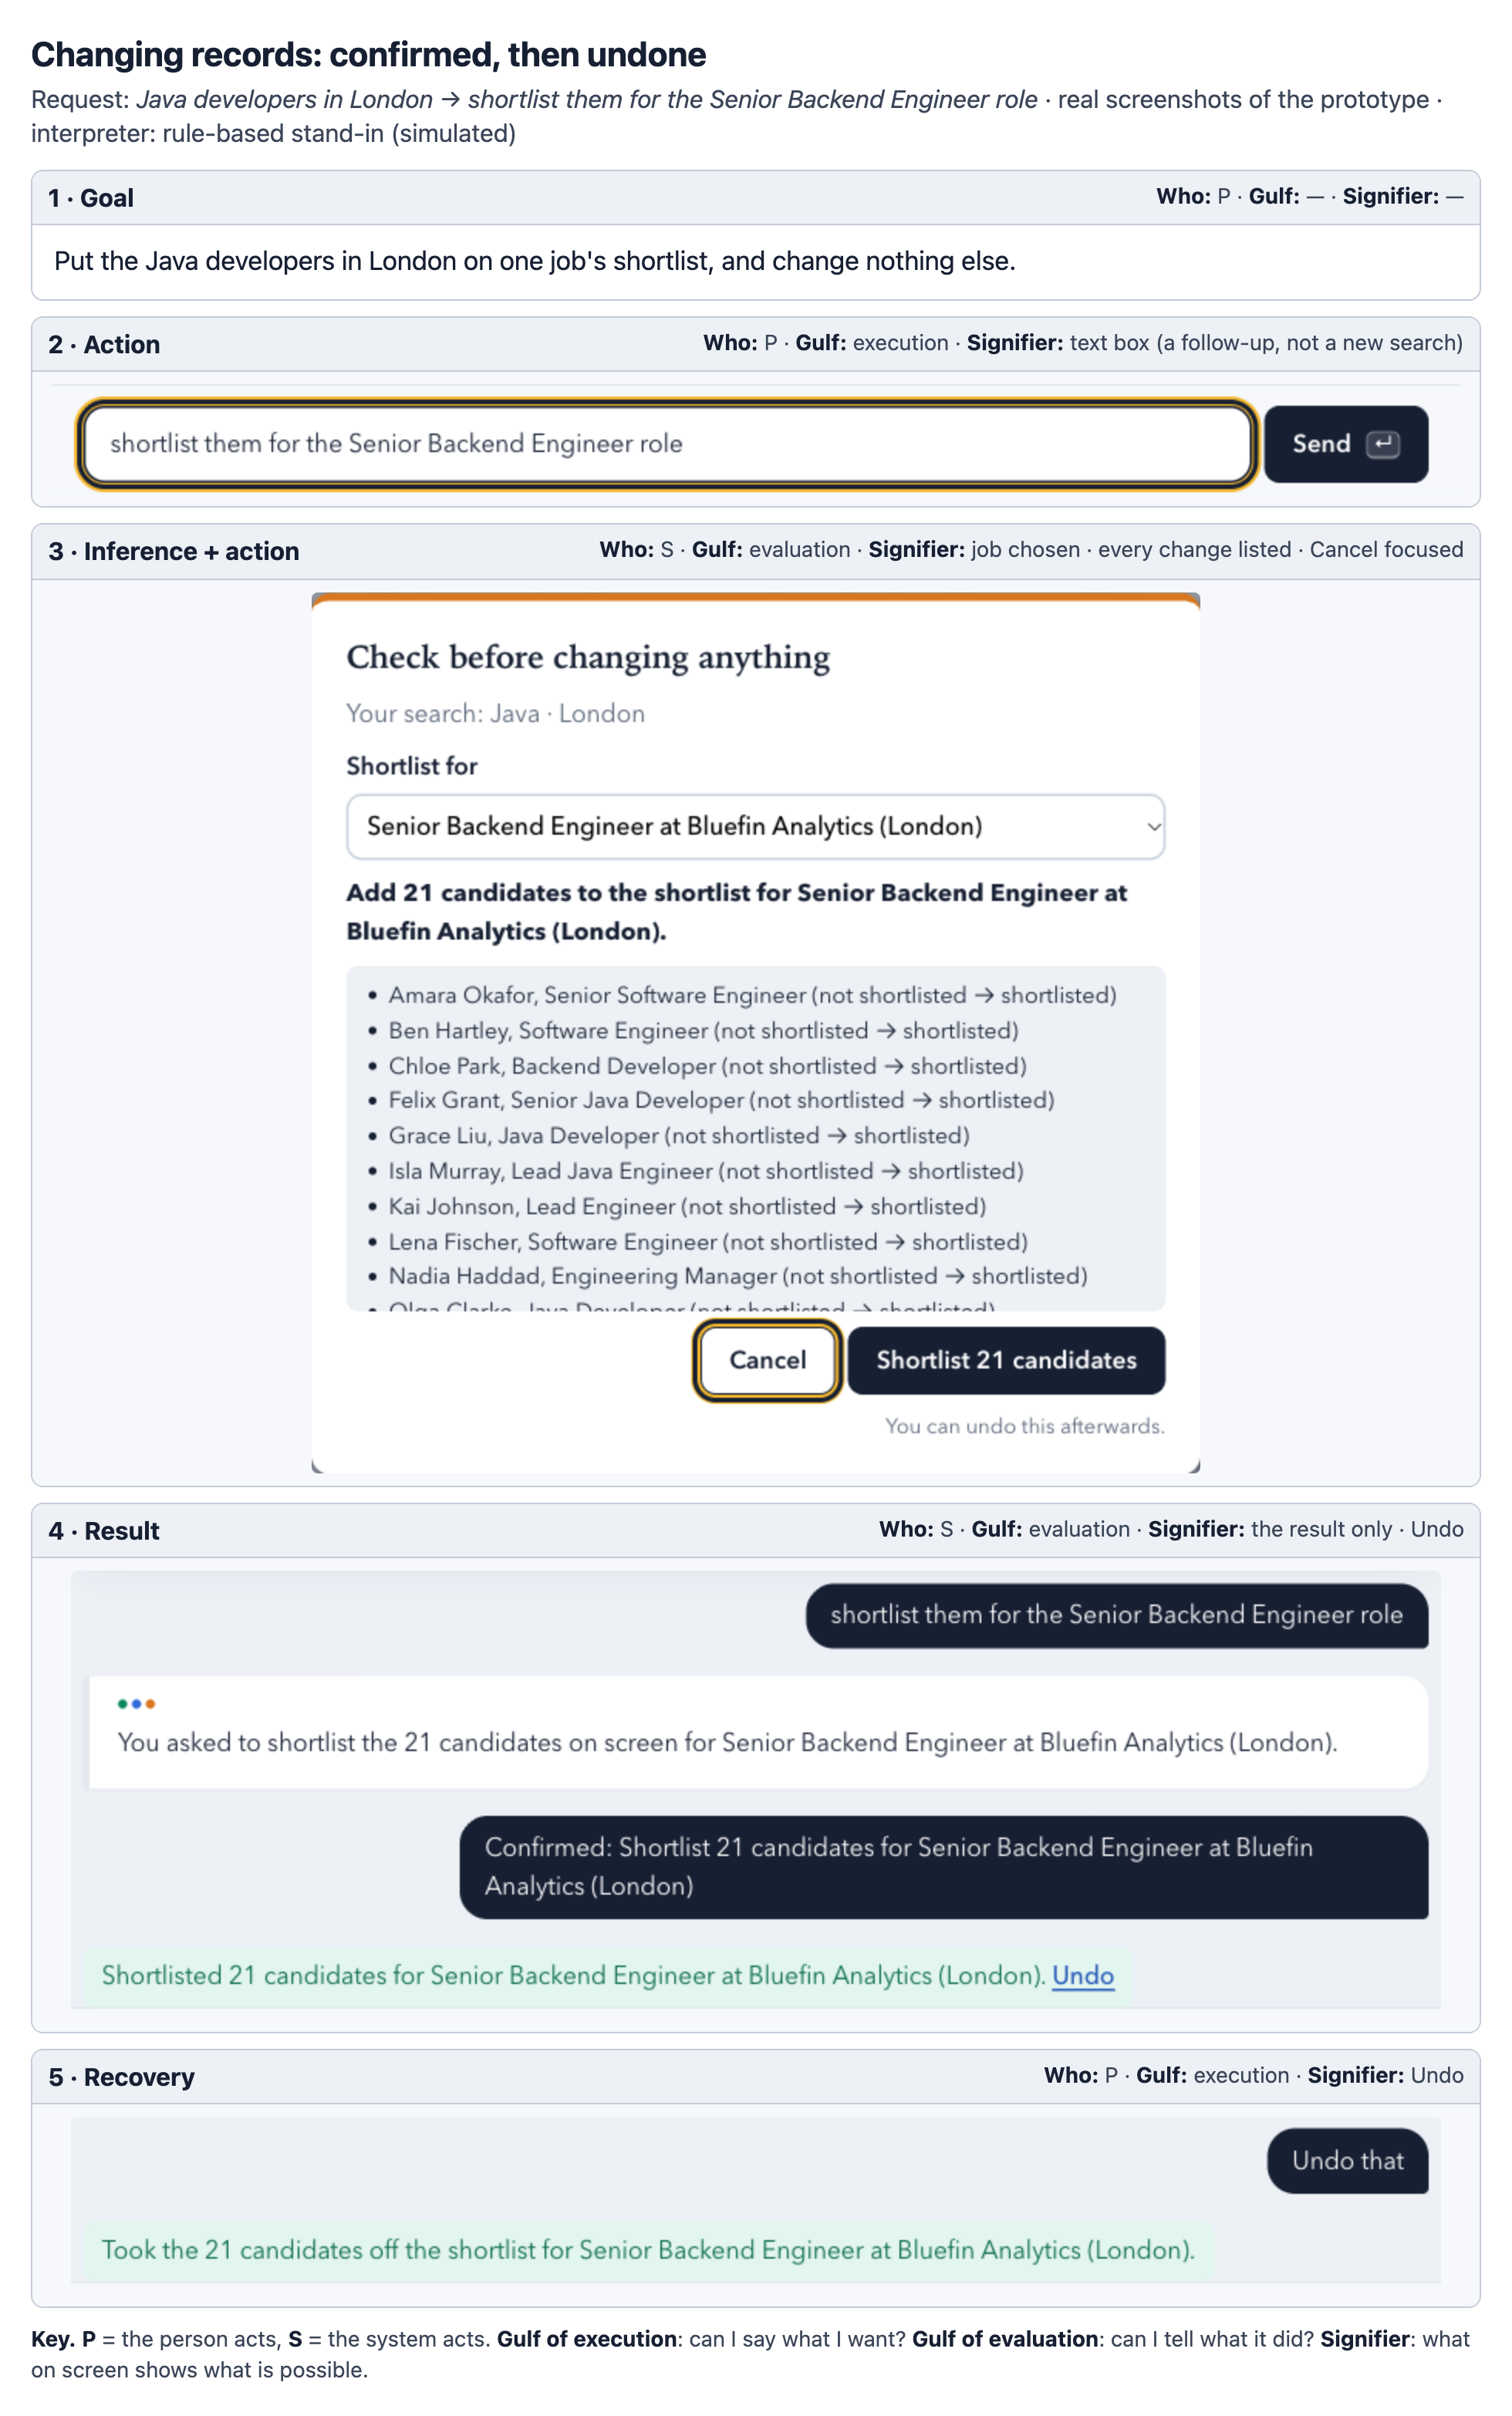 Changing records: confirmed, then undone
Request: Java developers in London → shortlist them for the Senior Backend Engineer role · real screenshots of the prototype ·
interpreter: rule-based stand-in (simulated)
1 · Goal
Who: P · Gulf: — · Signifier: —
Put the Java developers in London on one job's shortlist, and change nothing else.
2 · Action
Who: P · Gulf: execution · Signifier: text box (a follow-up, not a new search)
shortlist them for the Senior Backend Engineer role
Send ↵
3 · Inference + action
Who: S · Gulf: evaluation · Signifier: job chosen · every change listed · Cancel focused
Check before changing anything
Your search: Java · London
Shortlist for
Senior Backend Engineer at Bluefin Analytics (London)
Add 21 candidates to the shortlist for Senior Backend Engineer at
Bluefin Analytics (London).
• Amara Okafor, Senior Software Engineer (not shortlisted → shortlisted)
• Ben Hartley, Software Engineer (not shortlisted → shortlisted)
• Chloe Park, Backend Developer (not shortlisted → shortlisted)
• Felix Grant, Senior Java Developer (not shortlisted → shortlisted)
• Grace Liu, Java Developer (not shortlisted → shortlisted)
• Isla Murray, Lead Java Engineer (not shortlisted → shortlisted)
• Kai Johnson, Lead Engineer (not shortlisted → shortlisted)
• Lena Fischer, Software Engineer (not shortlisted → shortlisted)
• Nadia Haddad, Engineering Manager (not shortlisted → shortlisted)
• Olga Clarke, Java Developer (not shortlisted → shortlisted)
Cancel
Shortlist 21 candidates
You can undo this afterwards.
4 · Result
Who: S · Gulf: evaluation · Signifier: the result only · Undo
shortlist them for the Senior Backend Engineer role
You asked to shortlist the 21 candidates on screen for Senior Backend Engineer at Bluefin Analytics (London).
Confirmed: Shortlist 21 candidates for Senior Backend Engineer at Bluefin
Analytics (London)
Shortlisted 21 candidates for Senior Backend Engineer at Bluefin Analytics (London). Undo
5 · Recovery
Who: P · Gulf: execution · Signifier: Undo
Undo that
Took the 21 candidates off the shortlist for Senior Backend Engineer at Bluefin Analytics (London).
Key. P = the person acts, S = the system acts. Gulf of execution: can I say what I want? Gulf of evaluation: can I tell what it did? Signifier: what
on screen shows what is possible.